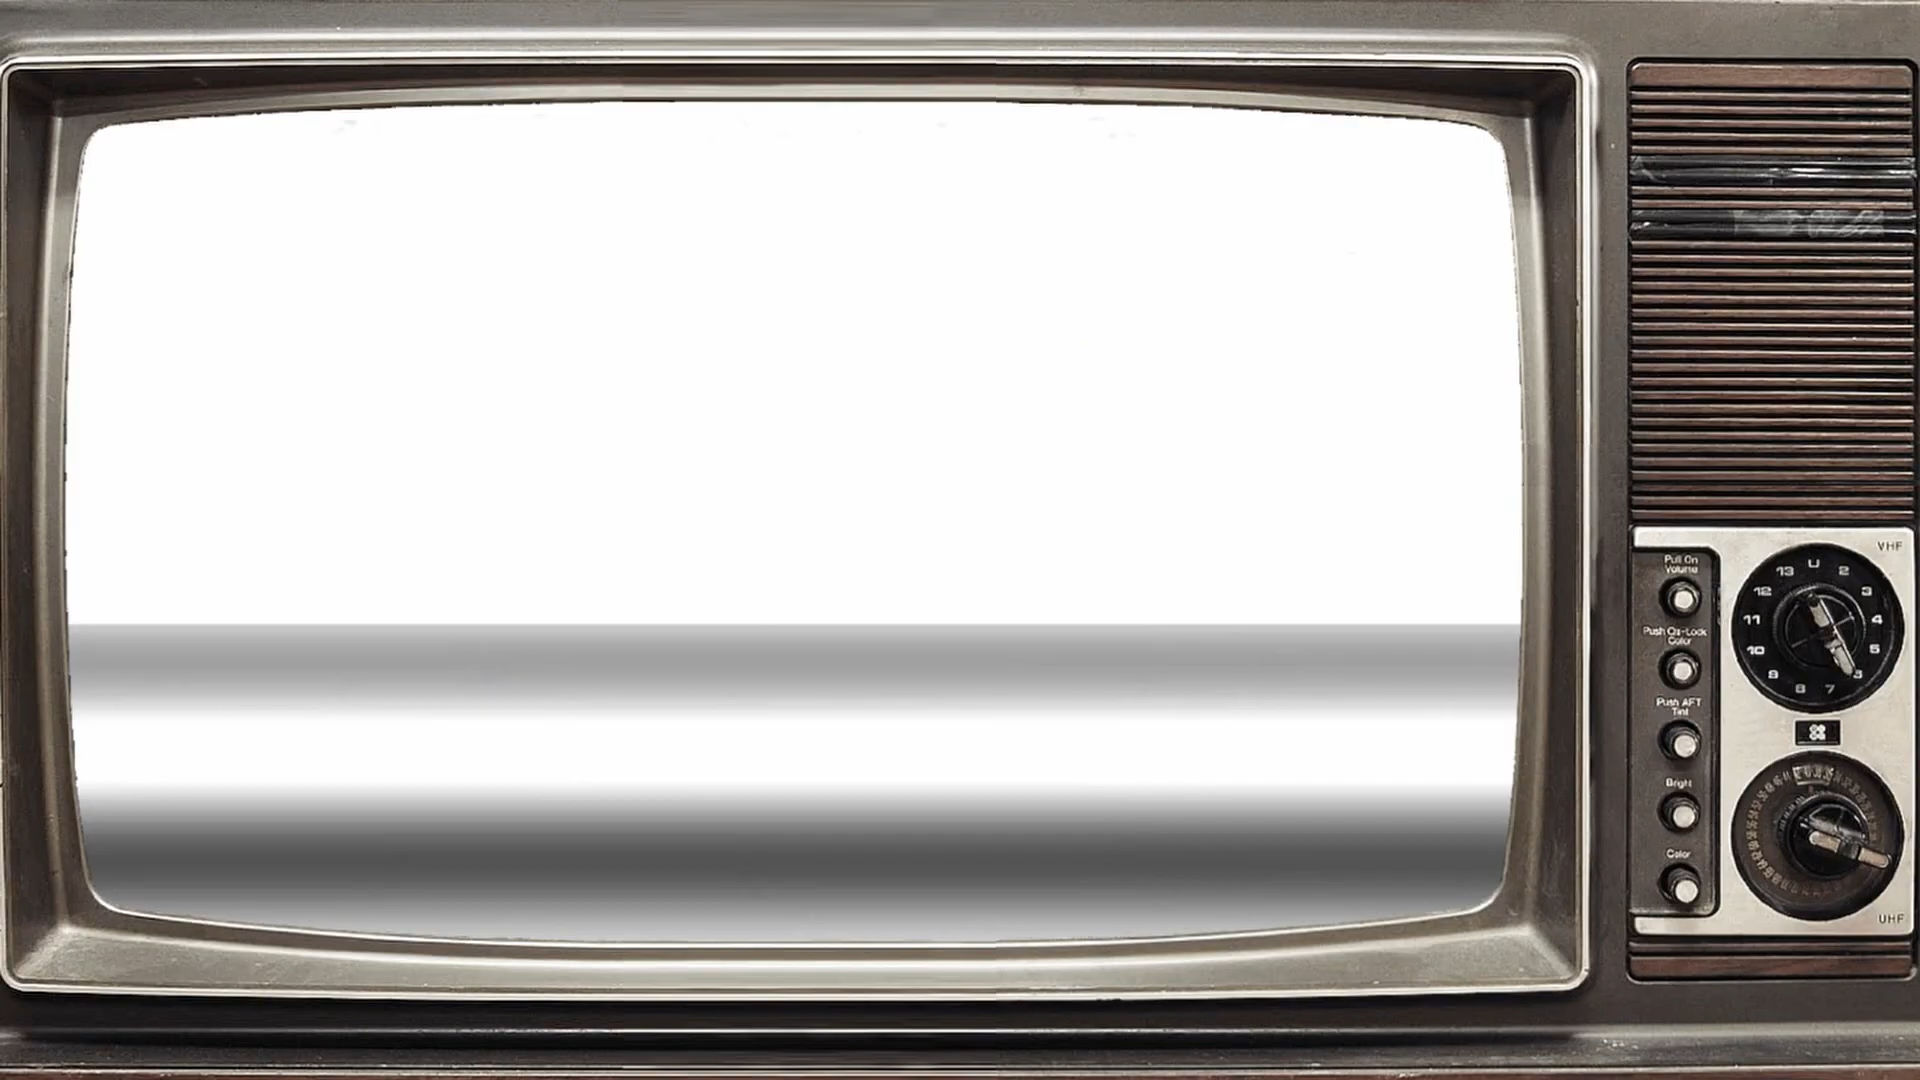 VHF
Pull On
Volume
13 U 2
12 3
11 4
10 5
9
8 7
Push On-Lock
Color
Push AFT
Tint
Bright
Color
UHF